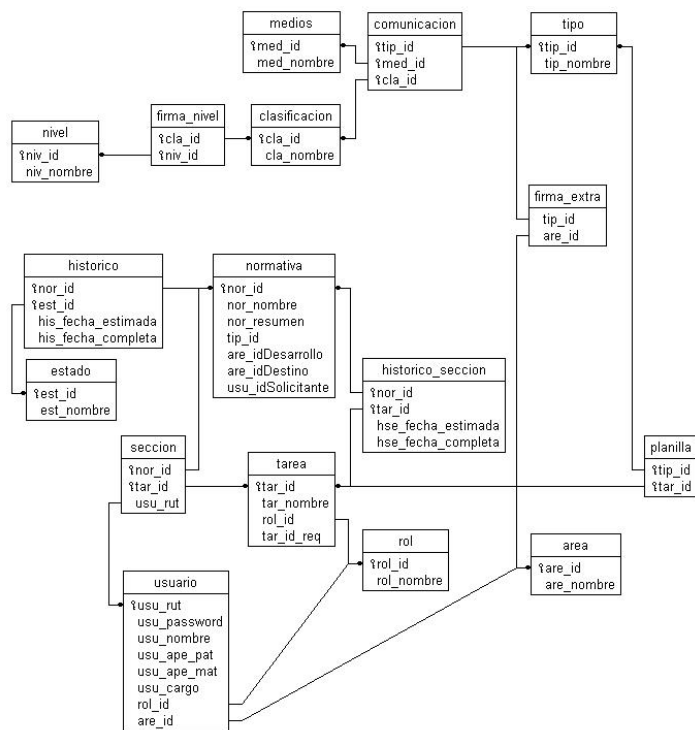 medios
med_id
med_nombre
comunicacion
tip_id
med_id
cla_id
tipo
tip_id
tip_nombre
nivel
niv_id
niv_nombre
firma_nivel
cla_id
niv_id
clasificacion
cla_id
cla_nombre
firma_extra
tip_id
are_id
historico
nor_id
est_id
his_fecha_estimada
his_fecha_completa
normativa
nor_id
nor_nombre
nor_resumen
tip_id
are_idDesarrollo
are_idDestino
usu_idSolicitante
estado
est_id
est_nombre
historico_seccion
nor_id
tar_id
hse_fecha_estimada
hse_fecha_completa
seccion
nor_id
tar_id
usu_rut
tarea
tar_id
tar_nombre
rol_id
tar_id_req
planilla
tip_id
tar_id
rol
rol_id
rol_nombre
area
are_id
are_nombre
usuario
usu_rut
usu_password
usu_nombre
usu_ape_pat
usu_ape_mat
usu_cargo
rol_id
are_id